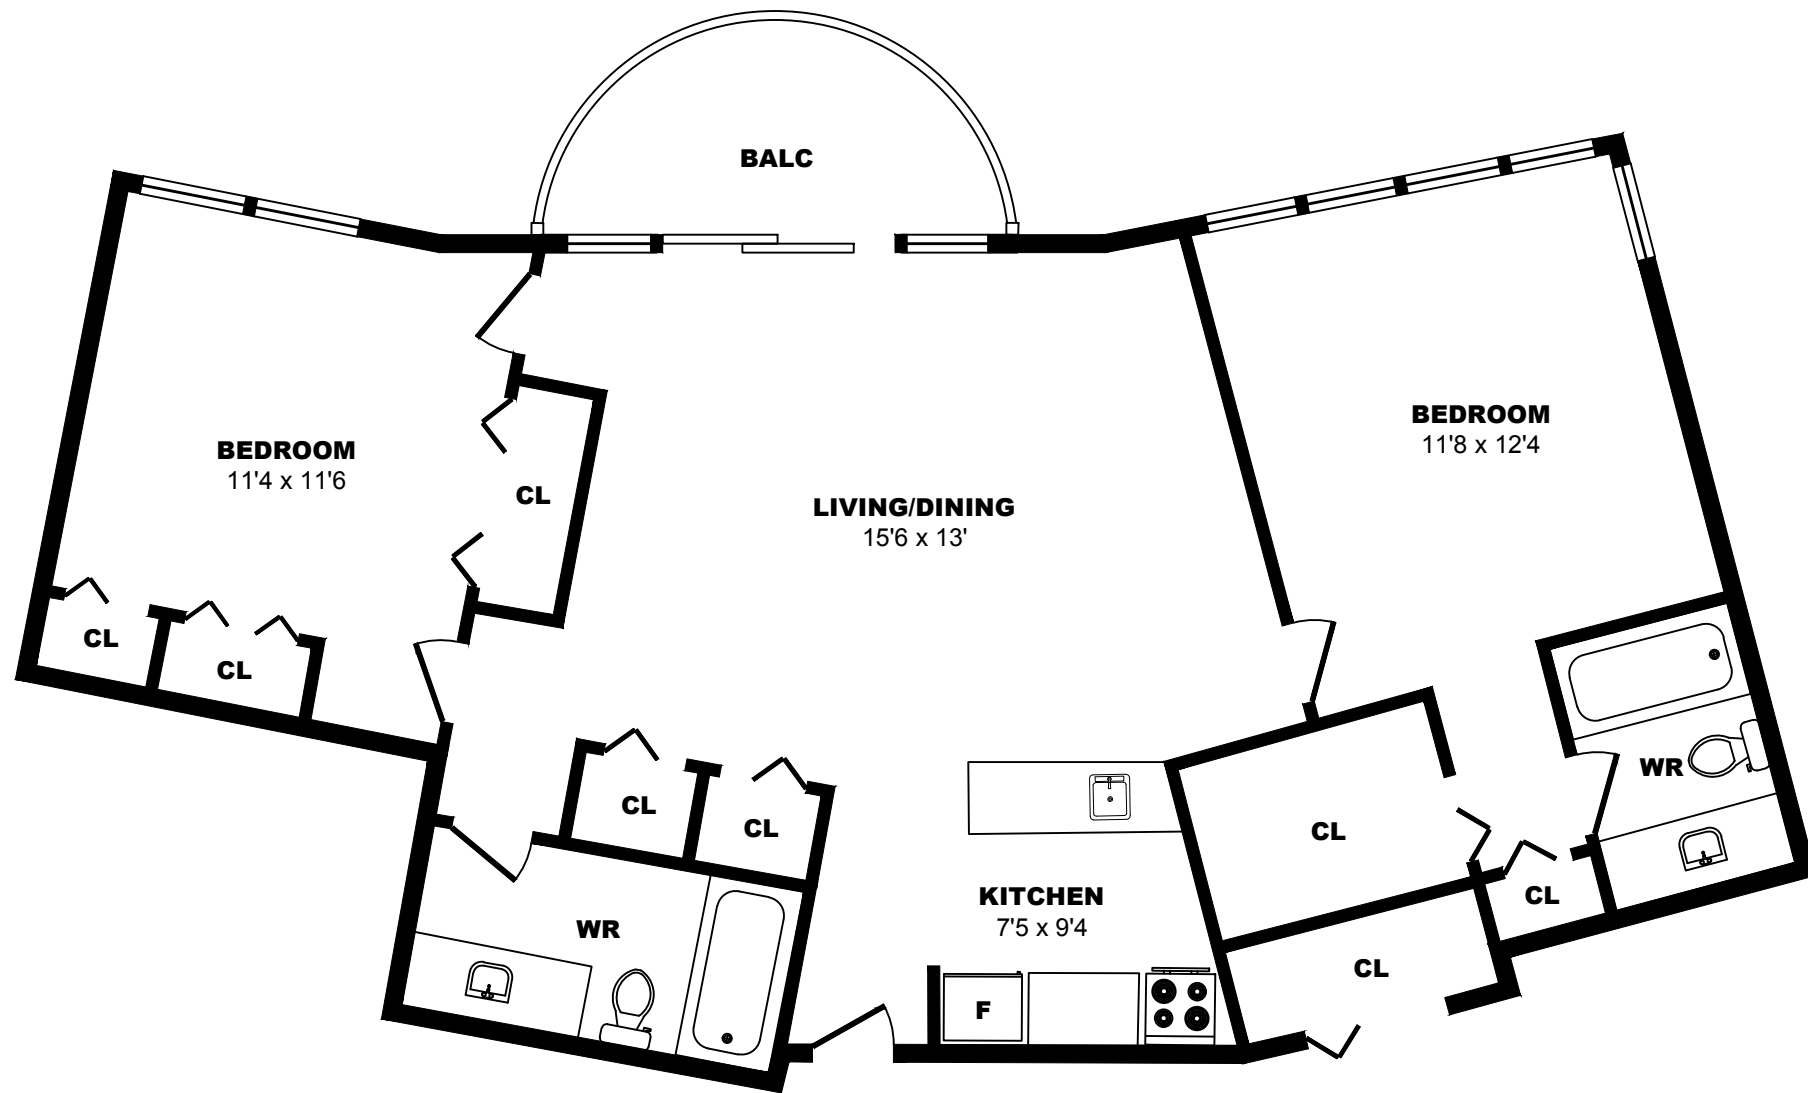 BALC
BEDROOM
11'4 x 11'6
CL
CL
CL
LIVING/DINING
15'6 x 13'
BEDROOM
11'8 x 12'4
CL
CL
WR
KITCHEN
7'5 x 9'4
F
CL
CL
CL
WR